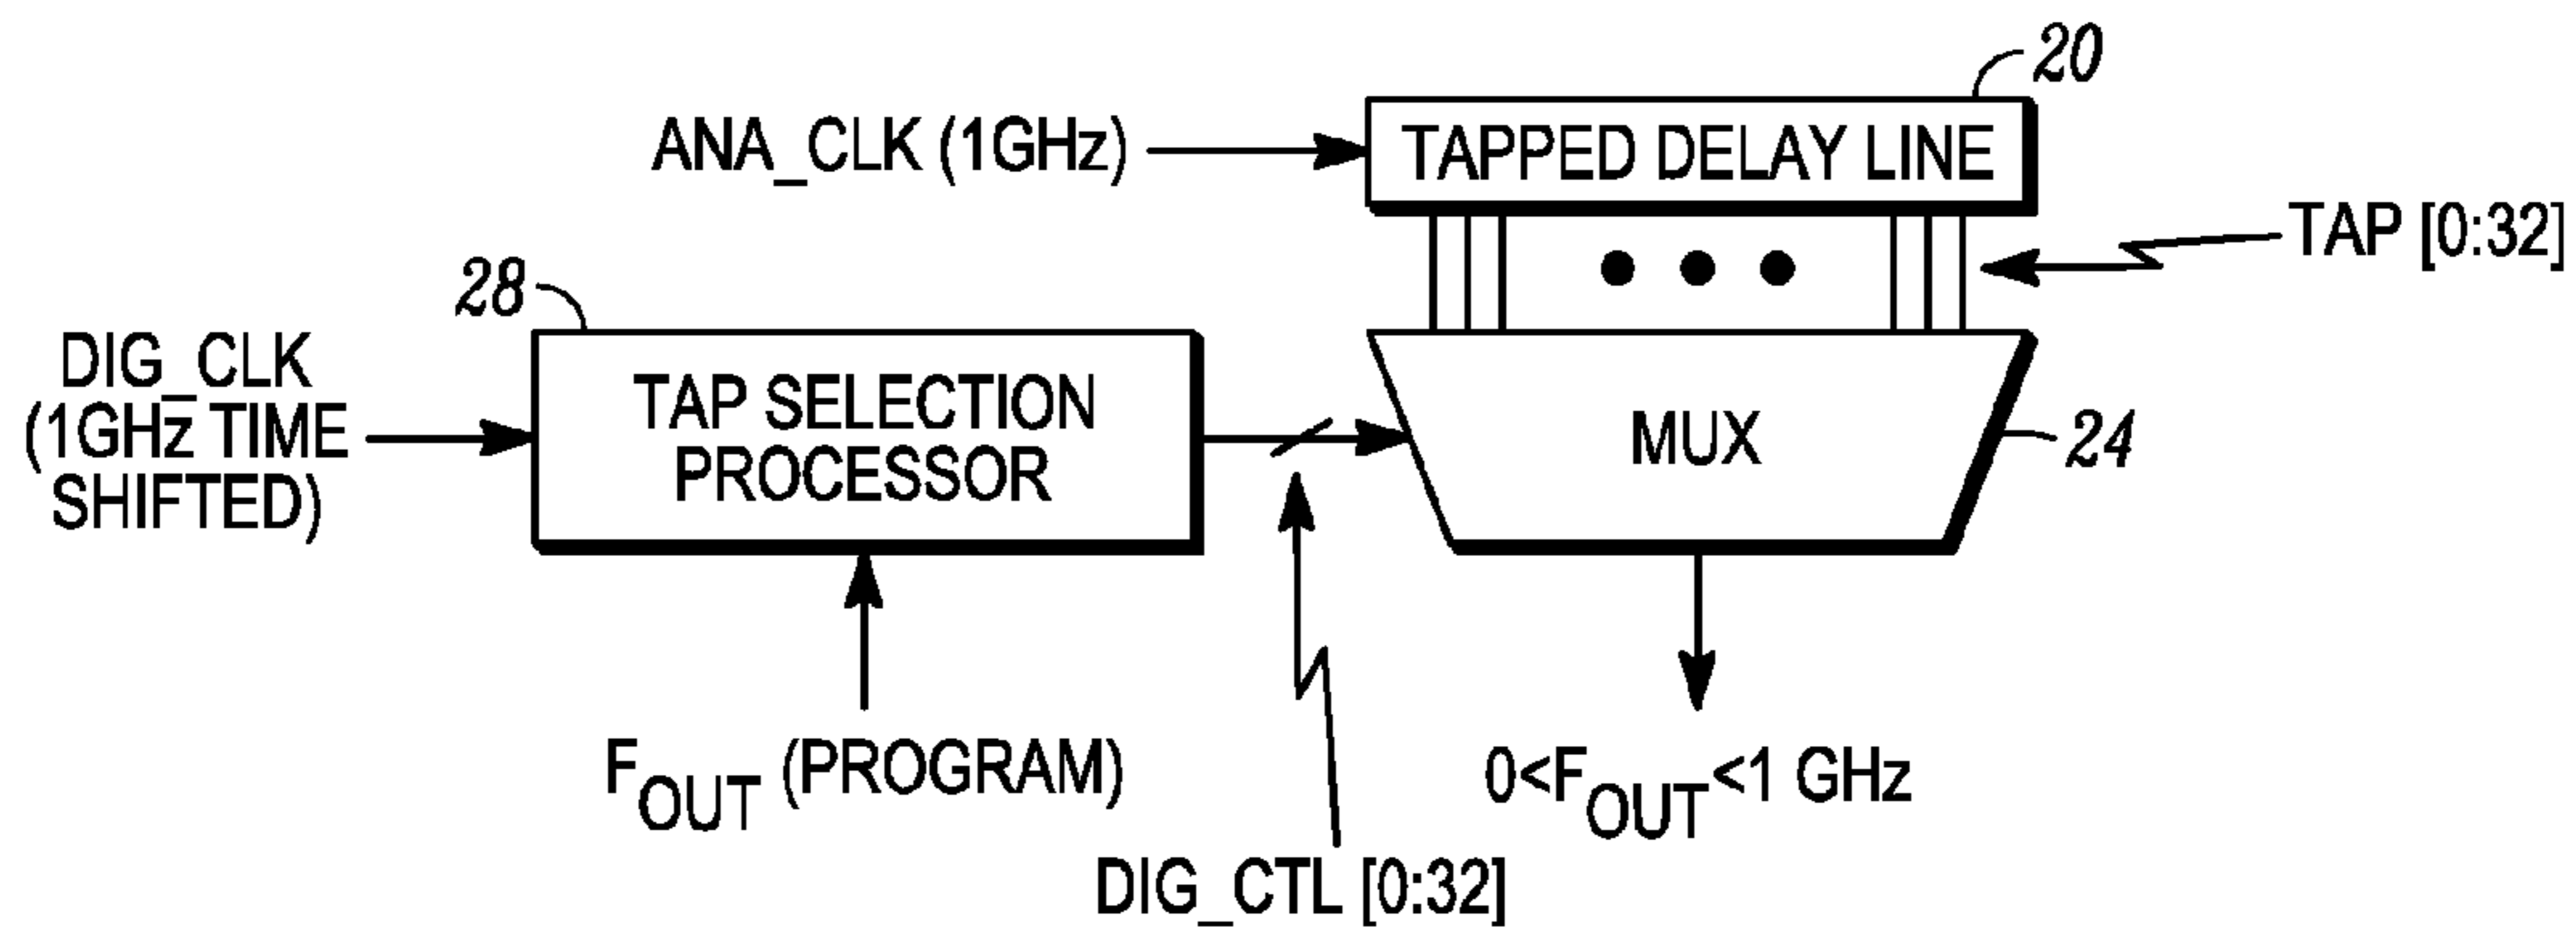 20
ANA_CLK (1GHz)
TAPPED DELAY LINE
TAP [0:32]
28
DIG_CLK
(1GHz TIME
SHIFTED)
TAP SELECTION
PROCESSOR
MUX
24
FOUT (PROGRAM)
0<FOUT<1 GHz
DIG_CTL [0:32]